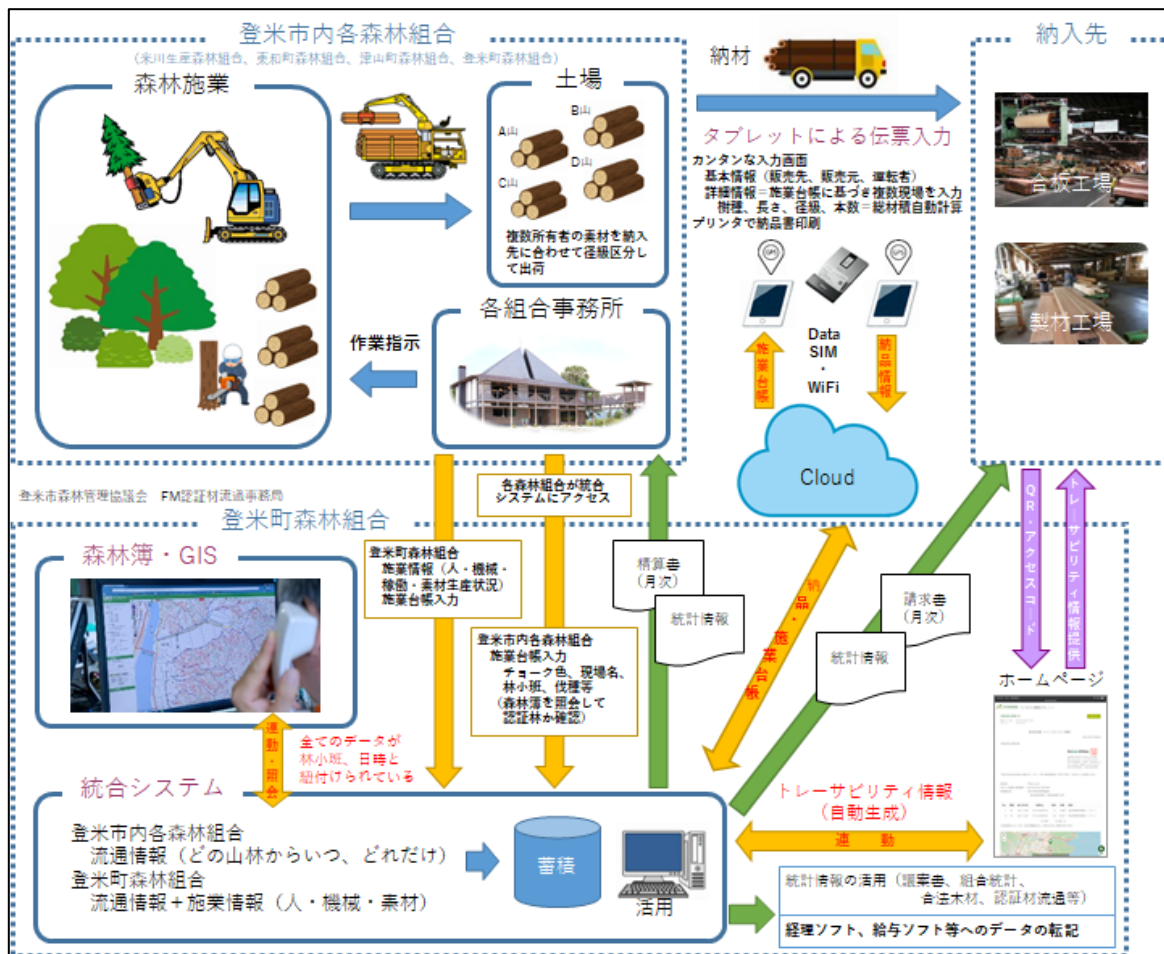 登米市内各森林組合
(米川生産森林組合、東和町森林組合、津山町森林組合、登米町森林組合)
森林施業
土場
A山
B山
C山
D山
複数所有者の素材を納入
先に合わせて径級区分し
て出荷
各組合事務所
作業指示
納材
タブレットによる伝票入力
カンタンな入力画面
基本情報(販売先、販売元、運転者)
詳細情報=施業台帳に基づき複数現場を入力
樹種、長さ、径級、本数=総材積自動計算
プリンタで納品書印刷
施業台帳
Data
SIM
・
WiFi
納品情報
Cloud
納入先
合板工場
製材工場
登米市森林管理協議会 FM認証材流通事務局
登米町森林組合
森林簿・GIS
連動・照会
全てのデータが
林小班、日時と
紐付けられている
登米町森林組合
施業情報(人・機械・
稼働・素材生産状況)
施業台帳入力
各森林組合が統合
システムにアクセス
登米市内各森林組合
施業台帳入力
チョーク色、現場名、
林小班、伐種等
(森林簿を照会して
認証林か確認)
精算書
(月次)
統計情報
納品・施業台帳
請求書
(月次)
統計情報
QR・アクセスコード
トレーサビリティ情報提供
ホームページ
統合システム
登米市内各森林組合
流通情報(どの山林からいつ、どれだけ)
登米町森林組合
流通情報+施業情報(人・機械・素材)
蓄積
活用
トレーサビリティ情報
(自動生成)
連動
統計情報の活用(議案書、組合統計、
合法木材、認証材流通等)
経理ソフト、給与ソフト等へのデータの転記